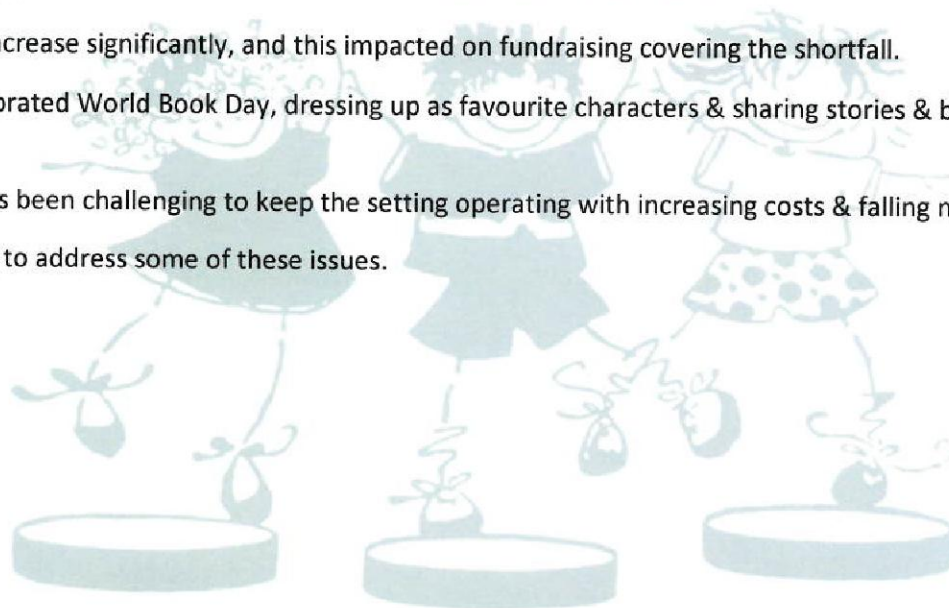 crease significantly, and this impacted on fundraising covering the shortfall.
brated World Book Day, dressing up as favourite characters & sharing stories &
s been challenging to keep the setting operating with increasing costs & falling
to address some of these issues.